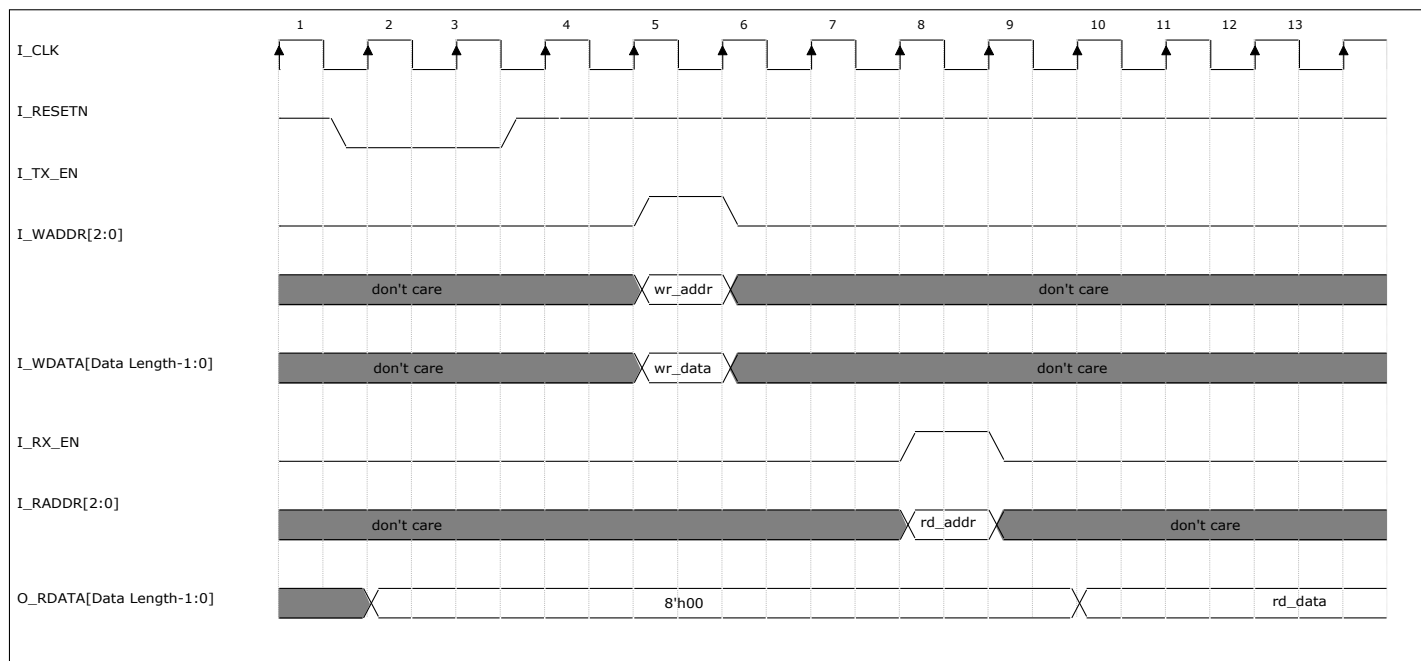 1 2 3 4 5 6 7 8 9 10 11 12 13
I_CLK
I_RESETN
I_TX_EN
I_WADDR[2:0]
don't care wr_addr don't care
I_WDATA[Data Length-1:0] don't care wr_data don't care
I_RX_EN
I_RADDR[2:0]
don't care rd_addr don't care
O_RDATA[Data Length-1:0] 8'h00 rd_data